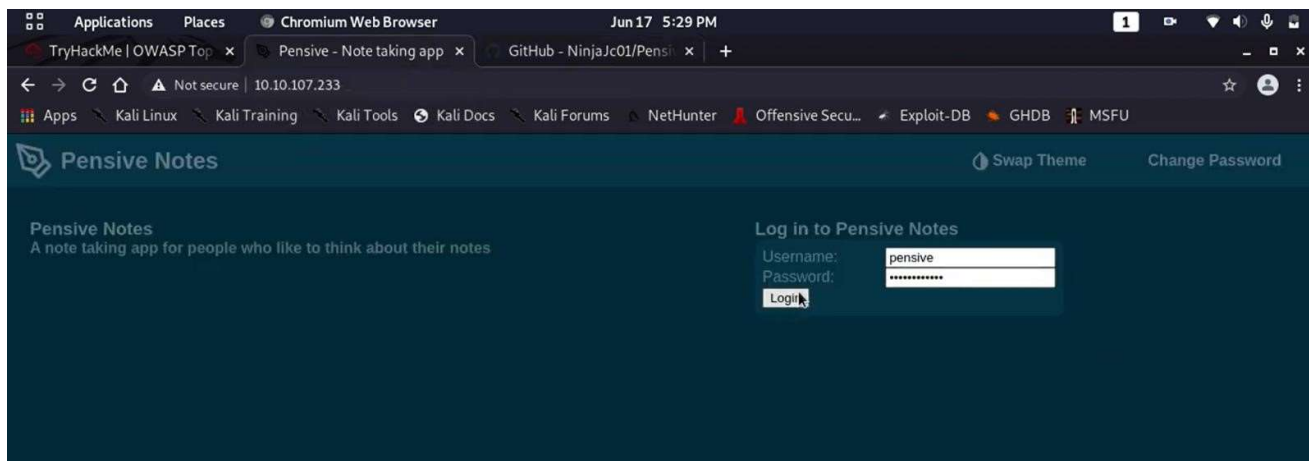 Applications Places Chromium Web Browser Jun 17 5:29 PM 1
TryHackMe | OWASP Top Pensive - Note taking app GitHub - NinjaJc01/Pensi
Not secure 10.10.107.233
Apps Kali Linux Kali Training Kali Tools Kali Docs Kali Forums NetHunter Offensive Secu... Exploit-DB GHDB MSFU
Pensive Notes Swap Theme Change Password
Pensive Notes
A note taking app for people who like to think about their notes
Log in to Pensive Notes
Username: pensive
Password: ••••••••••••
Login